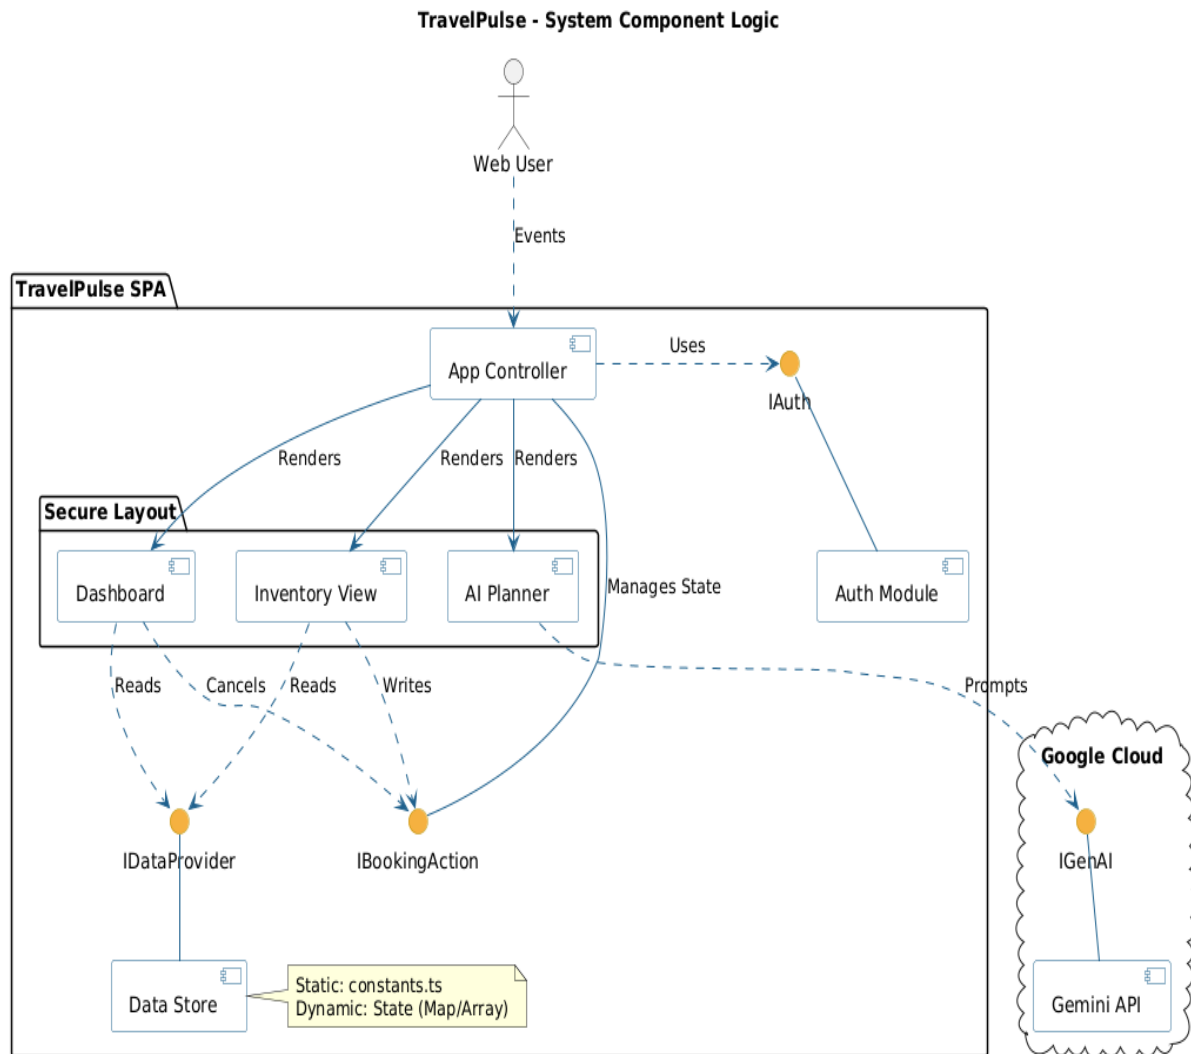 TravelPulse - System Component Logic
Web User
Events
TravelPulse SPA
App Controller
Uses
IAuth
Renders
Renders
Renders
Secure Layout
Dashboard
Inventory View
AI Planner
Manages State
Auth Module
Reads
Cancels
Reads
Writes
Prompts
Google Cloud
IDataProvider
IBookingAction
IGenAI
Data Store
Static: constants.ts
Dynamic: State (Map/Array)
Gemini API